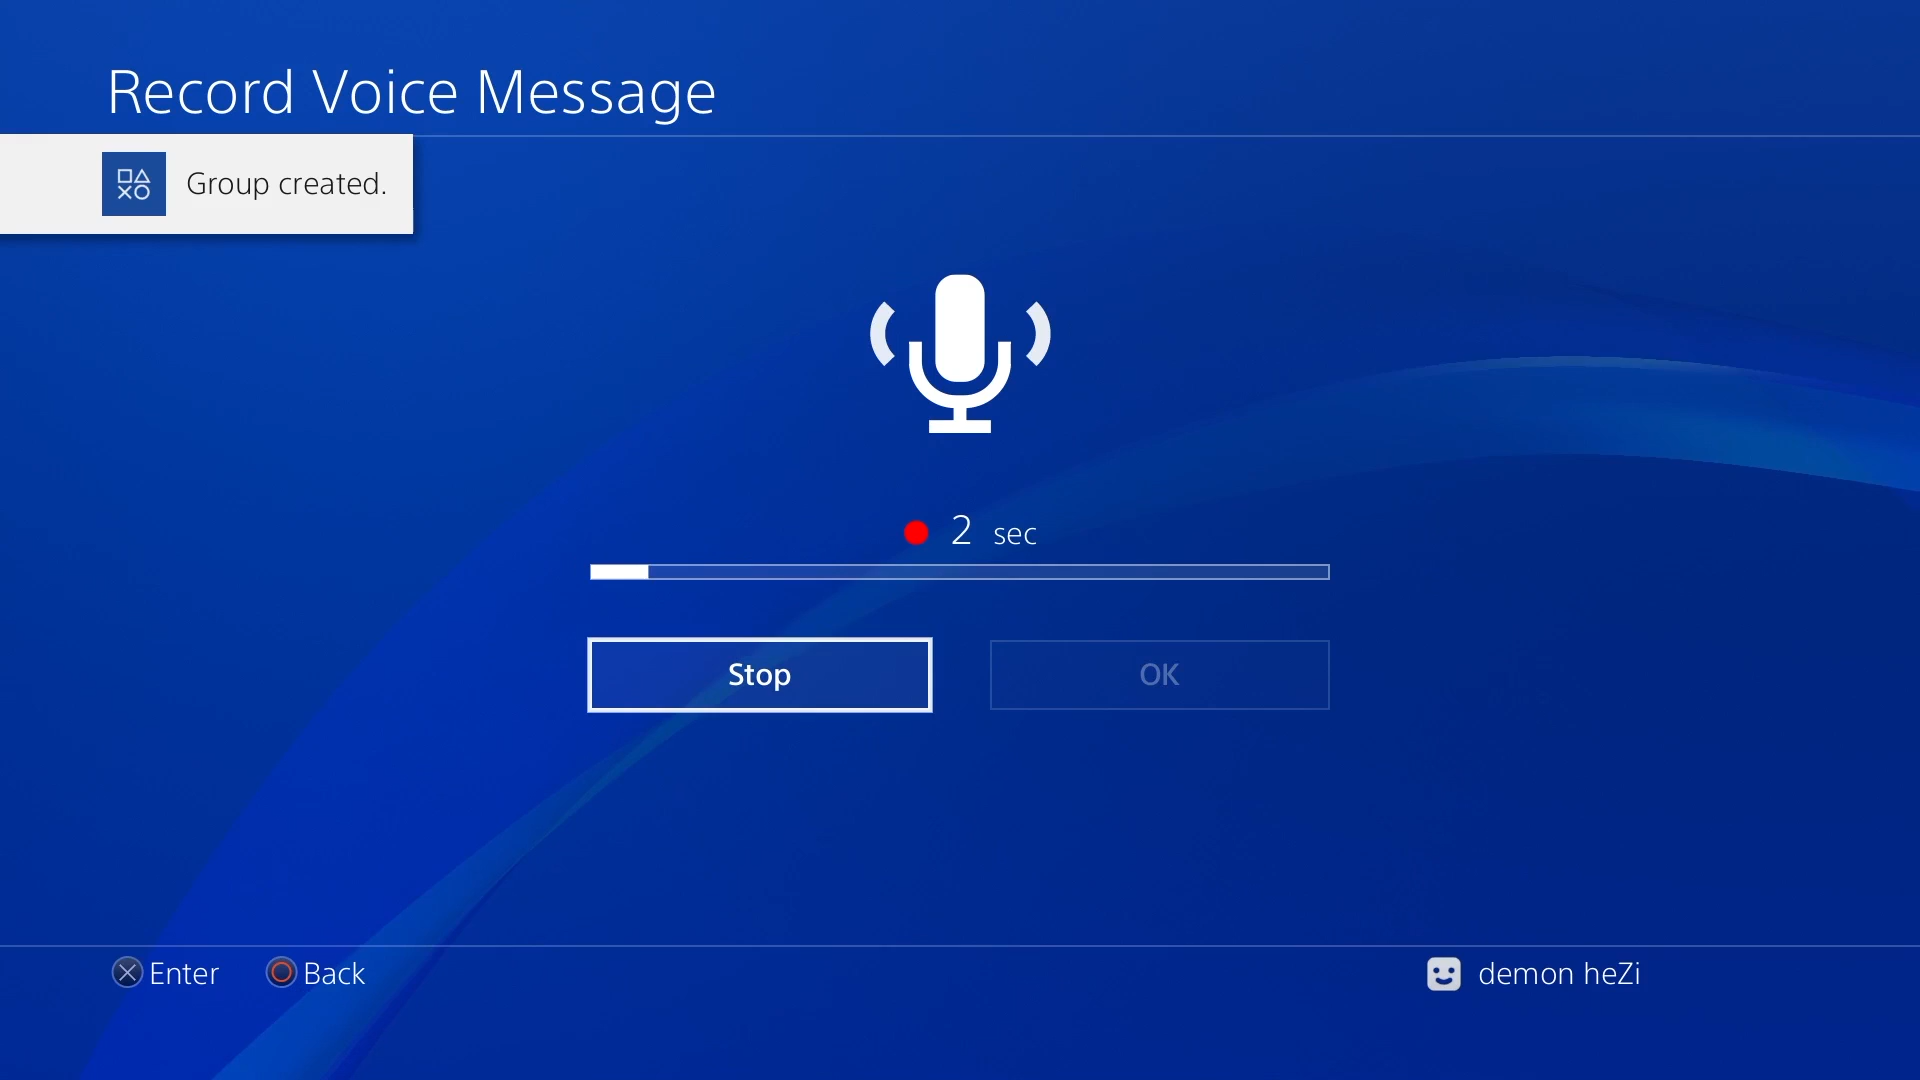 Record Voice Message
Group created.
2 sec
Stop
OK
Enter
Back
demon heZi